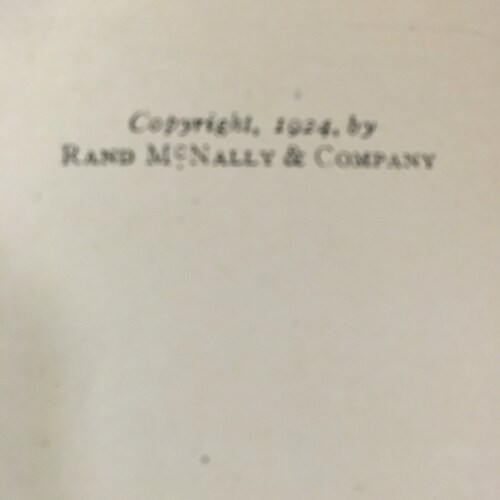 Copyright, 1924, by
RAND MCNALLY & COMPANY